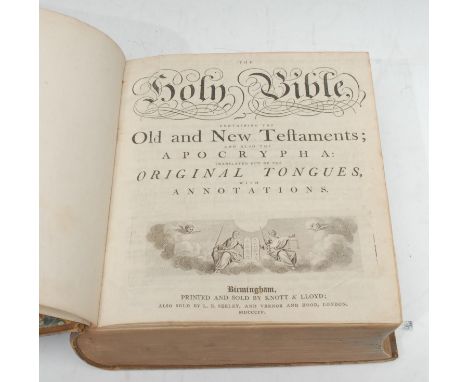 THE
Holy Bible,
CONTAINING THE
Old and New Teſtaments;
AND ALSO THE
APOCRYPHA:
TRANSLATED OUT OF THE
ORIGINAL TONGUES,
WITH
ANNOTATIONS.
Birmingham,
PRINTED AND SOLD BY KNOTT & LLOYD;
ALSO SOLD BY L. B. SEELEY, AND VERNOR AND HOOD, LONDON.